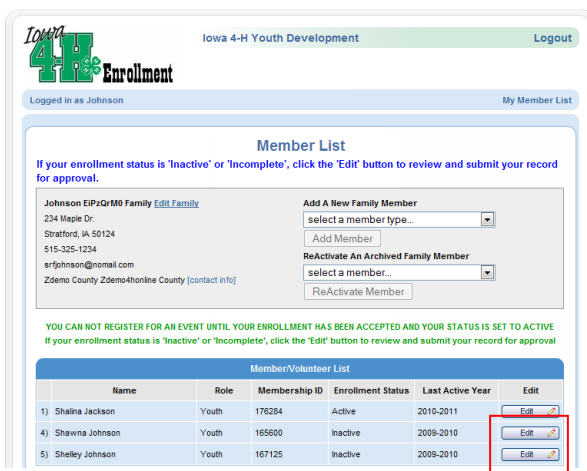 Iowa
4-H
Enrollment
Iowa 4-H Youth Development
Logout
Logged in as Johnson
My Member List
Member List
If your enrollment status is 'Inactive' or 'Incomplete', click the 'Edit' button to review and submit your record
for approval.
Johnson EiPzQrM0 Family Edit Family
234 Maple Dr.
Stratford, IA 50124
515-325-1234
srfjohnson@nomail.com
Zdemo County Zdemo4honline County [contact info]
Add A New Family Member
select a member type...
Add Member
ReActivate An Archived Family Member
select a member...
ReActivate Member
YOU CAN NOT REGISTER FOR AN EVENT UNTIL YOUR ENROLLMENT HAS BEEN ACCEPTED AND YOUR STATUS IS SET TO ACTIVE
If your enrollment status is 'Inactive' or 'Incomplete', click the 'Edit' button to review and submit your record for approval
Member/Volunteer List
Name Role Membership ID Enrollment Status Last Active Year Edit
1) Shalina Jackson Youth 176284 Active 2010-2011 Edit
4) Shawna Johnson Youth 165600 Inactive 2009-2010 Edit
5) Shelley Johnson Youth 167125 Inactive 2009-2010 Edit